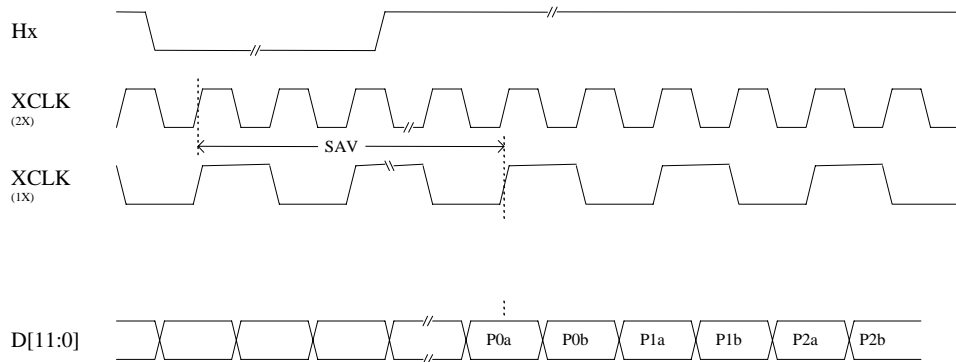 Hx
XCLK
(2X)
SAV
XCLK
(1X)
D[11:0] P0a P0b P1a P1b P2a P2b